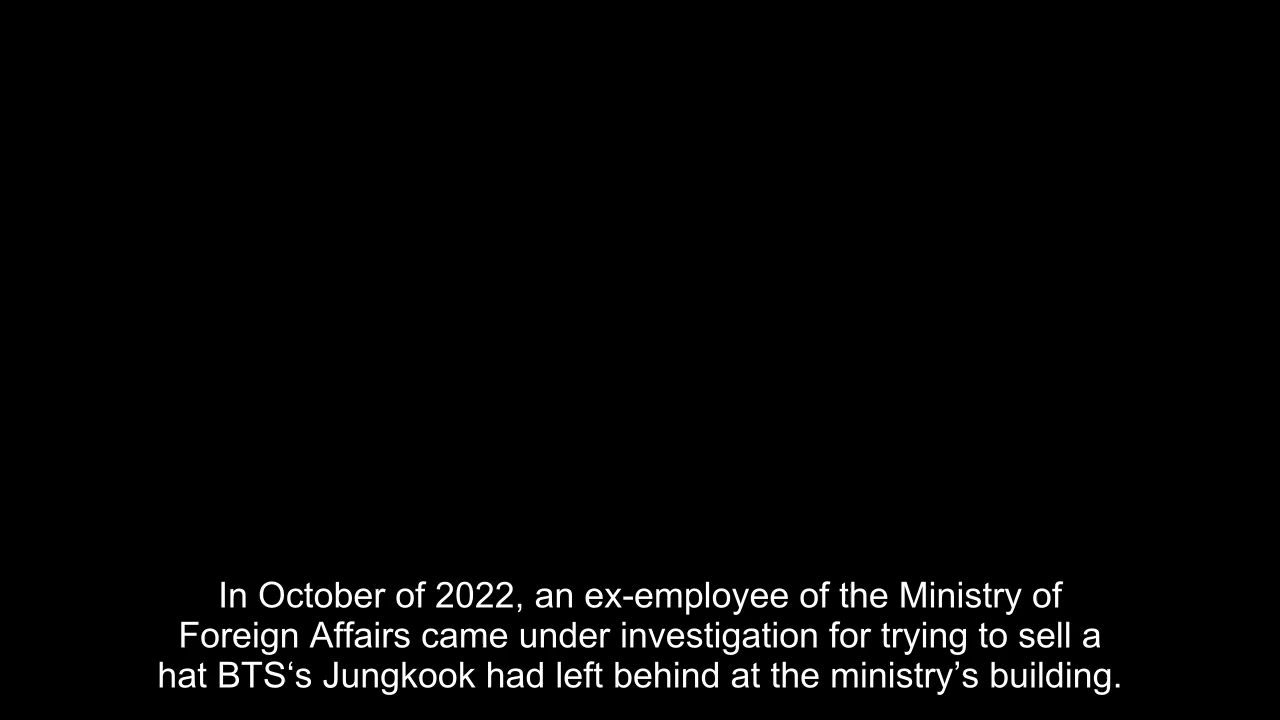 In October of 2022, an ex-employee of the Ministry of
Foreign Affairs came under investigation for trying to sell a
hat BTS‘s Jungkook had left behind at the ministry’s building.